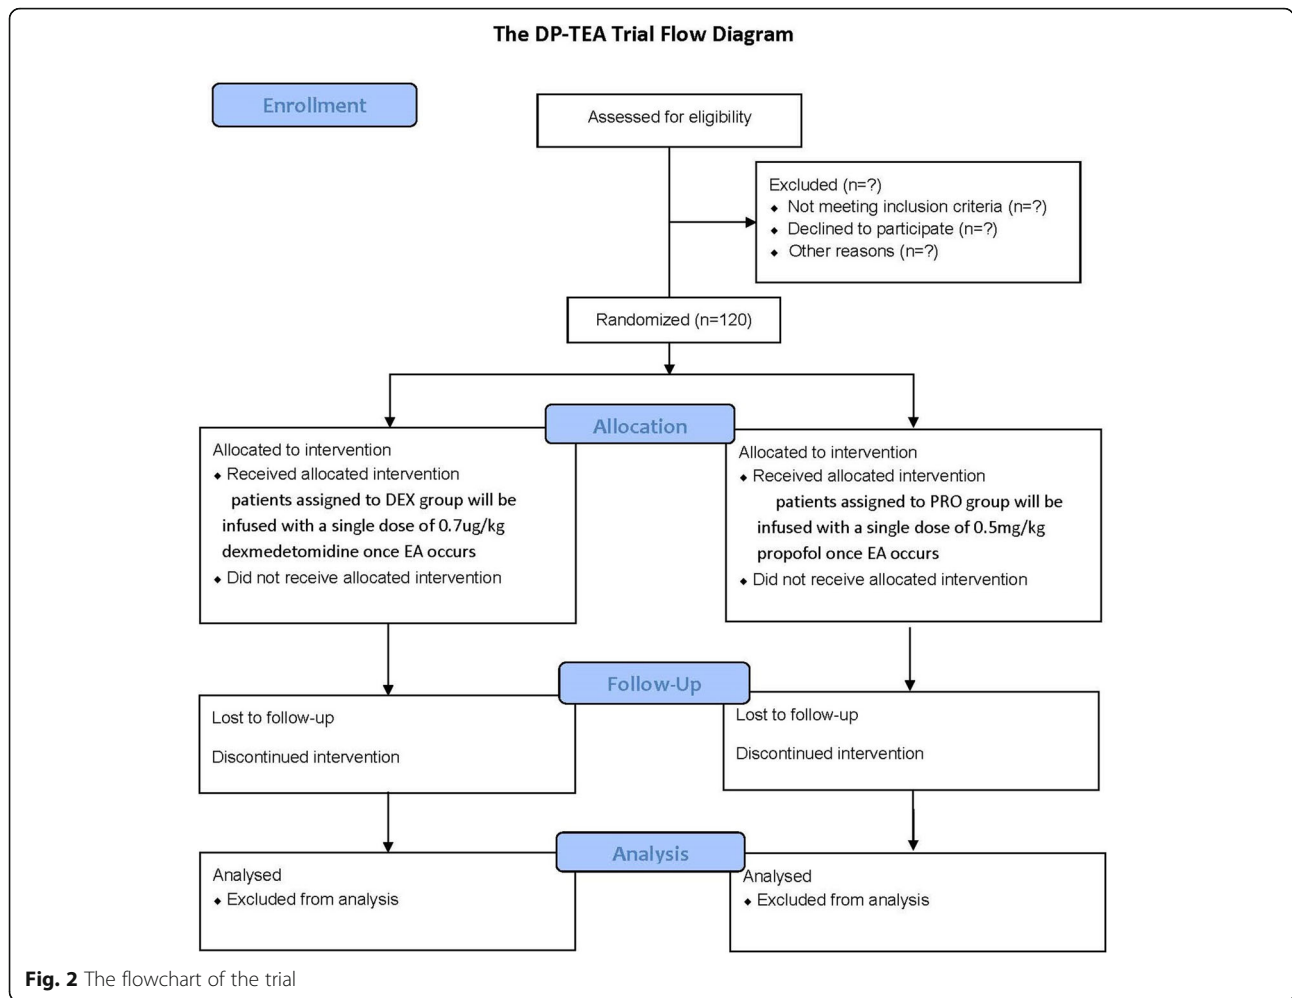 The DP-TEA Trial Flow Diagram
Enrollment
Assessed for eligibility
Excluded (n=?)
⬥ Not meeting inclusion criteria (n=?)
⬥ Declined to participate (n=?)
⬥ Other reasons (n=?)
Randomized (n=120)
Allocation
Allocated to intervention
⬥ Received allocated intervention
patients assigned to DEX group will be
infused with a single dose of 0.7ug/kg
dexmedetomidine once EA occurs
⬥ Did not receive allocated intervention
Allocated to intervention
⬥ Received allocated intervention
patients assigned to PRO group will be
infused with a single dose of 0.5mg/kg
propofol once EA occurs
⬥ Did not receive allocated intervention
Follow-Up
Lost to follow-up
Discontinued intervention
Lost to follow-up
Discontinued intervention
Analysis
Analysed
⬥ Excluded from analysis
Analysed
⬥ Excluded from analysis
Fig. 2 The flowchart of the trial